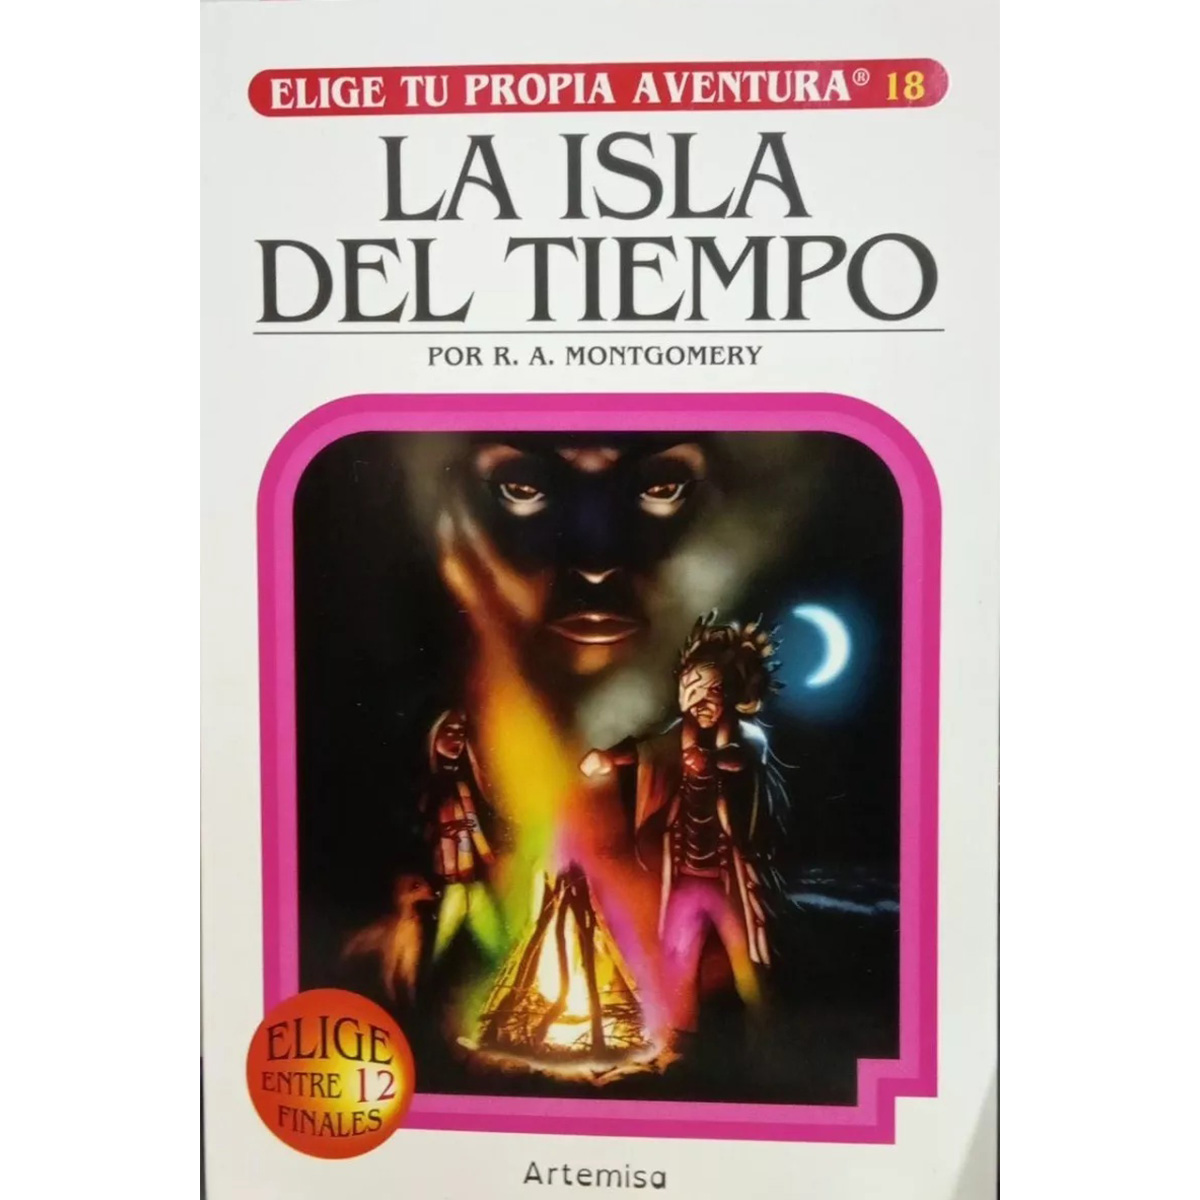 ELIGE TU PROPIA AVENTURA® 18
LA ISLA
DEL TIEMPO
POR R. A. MONTGOMERY
ELIGE
ENTRE 12
FINALES
Artemisa